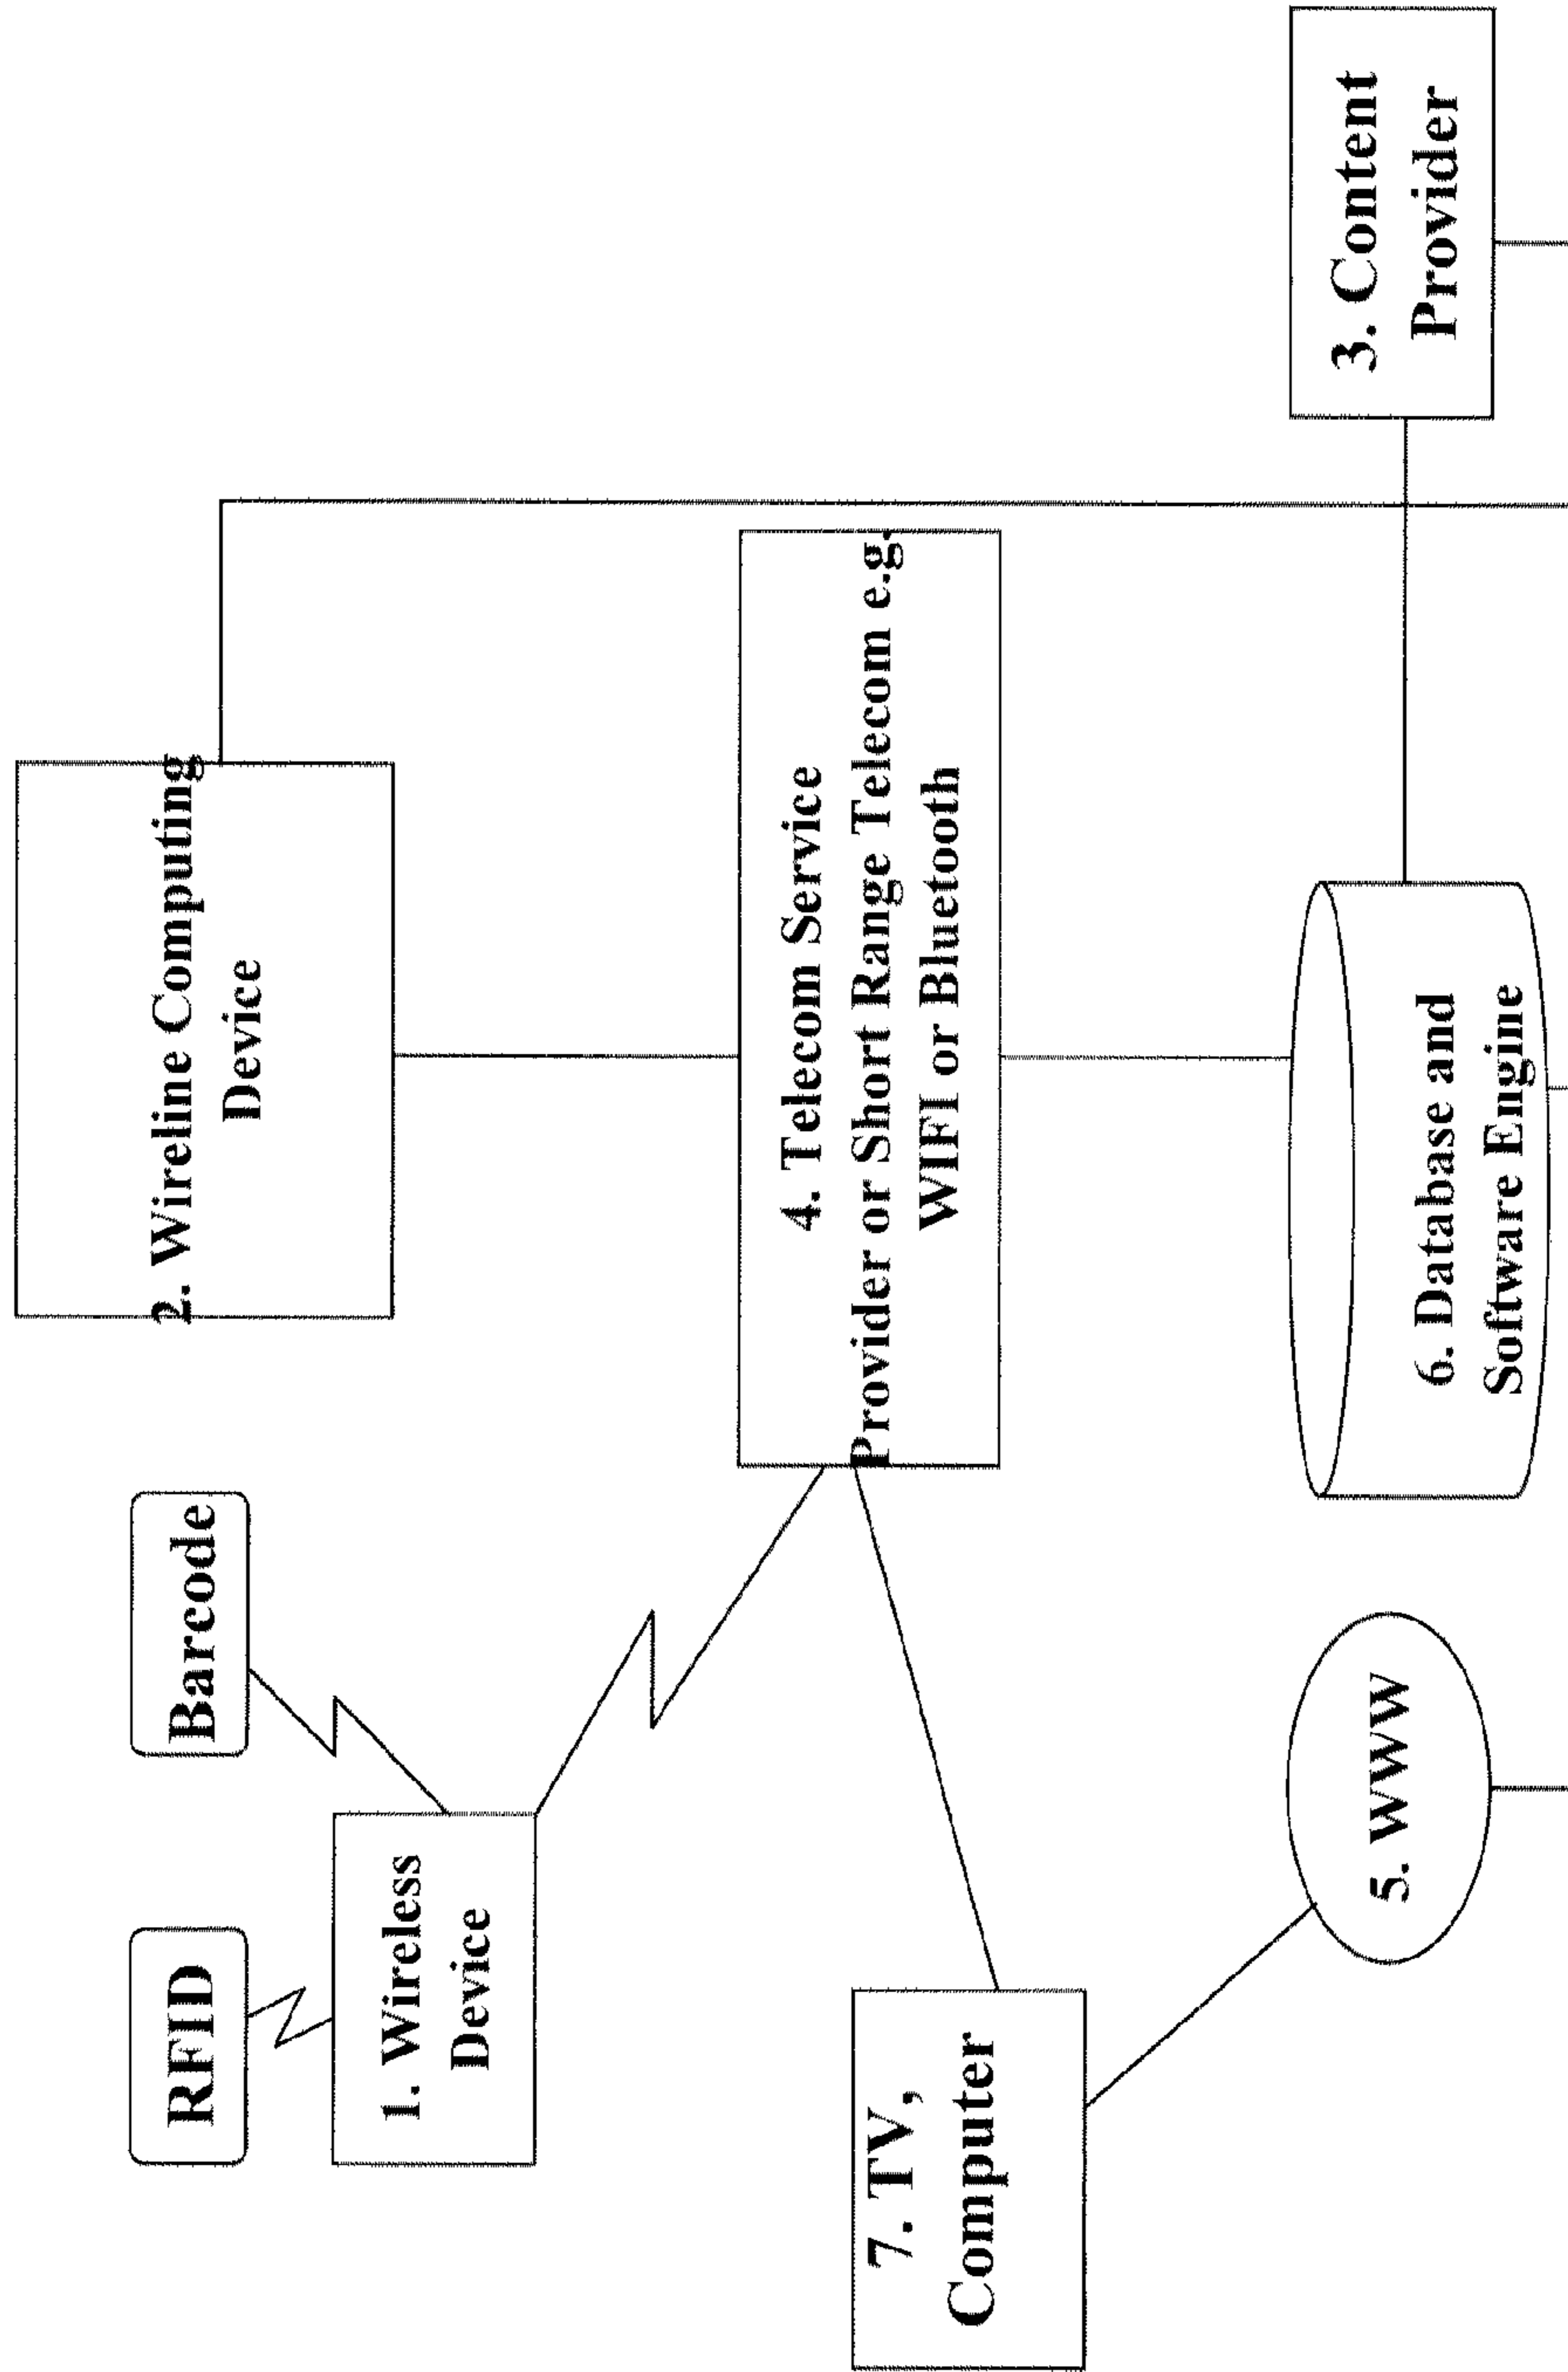 RFID
Barcode
1. Wireless
Device
2. Wireline Computing
Device
7. TV,
Computer
4. Telecom Service
Provider or Short Range Telecom e.g.
WIFI or Bluetooth
5. WWW
6. Database and
Software Engine
3. Content
Provider